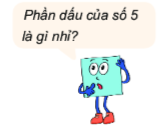 Phần dấu của số 5
là gì nhỉ?